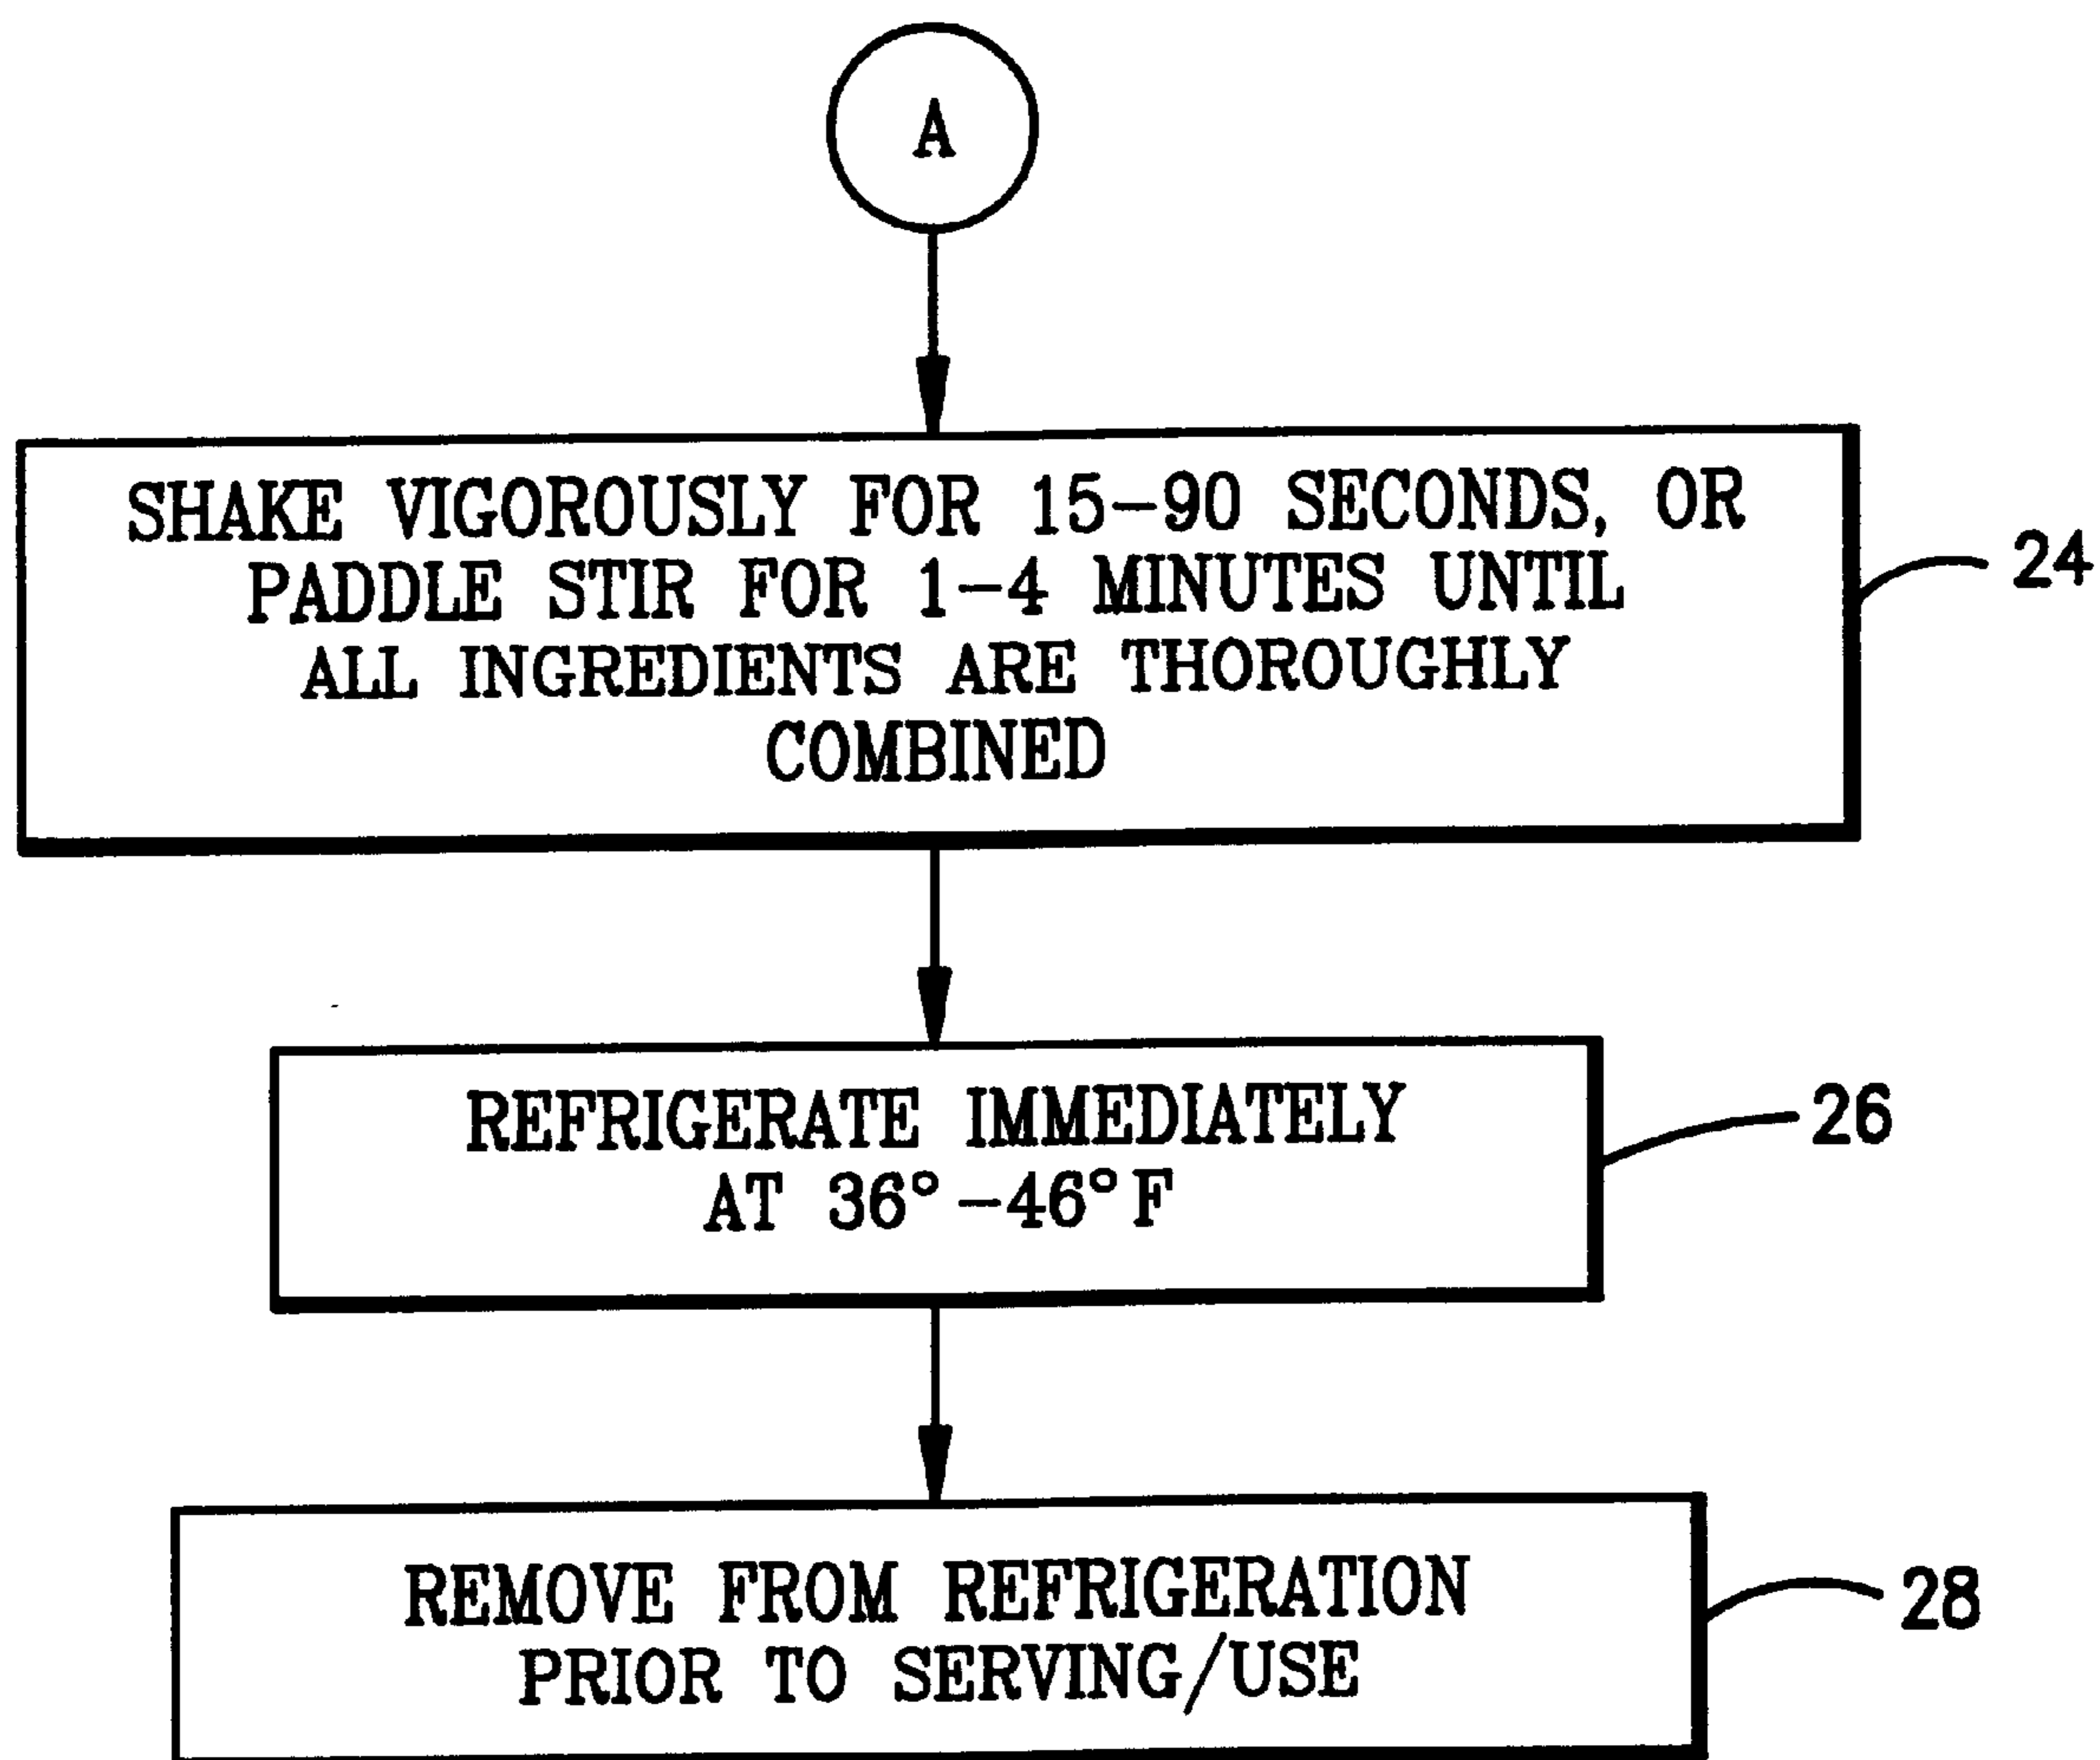 A
SHAKE VIGOROUSLY FOR 15-90 SECONDS, OR
PADDLE STIR FOR 1-4 MINUTES UNTIL
ALL INGREDIENTS ARE THOROUGHLY
COMBINED
24
REFRIGERATE IMMEDIATELY
AT 36°-46°F
26
REMOVE FROM REFRIGERATION
PRIOR TO SERVING/USE
28